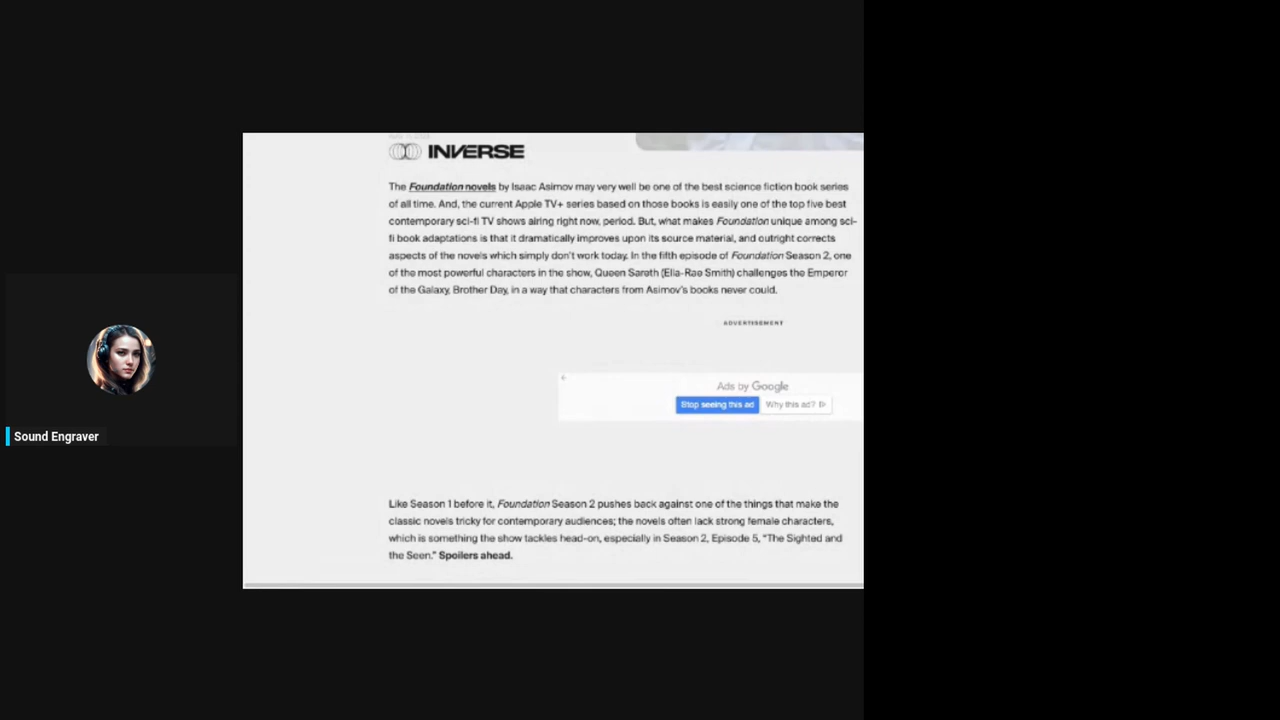 INVERSE
The Foundation novels by Isaac Asimov may very well be one of the best science fiction book series
of all time. And, the current Apple TV+ series based on those books is easily one of the top five best
contemporary sci-fi TV shows airing right now, period. But, what makes Foundation unique among sci-
fi book adaptations is that it dramatically improves upon its source material, and outright corrects
aspects of the novels which simply don't work today. In the fifth episode of Foundation Season 2, one
of the most powerful characters in the show, Queen Sareth (Ella-Rae Smith) challenges the Emperor
of the Galaxy, Brother Day, in a way that characters from Asimov's books never could.
ADVERTISEMENT
Ads by Google
Stop seeing this ad
Why this ad?
Sound Engraver
Like Season 1 before it, Foundation Season 2 pushes back against one of the things that make the
classic novels tricky for contemporary audiences; the novels often lack strong female characters,
which is something the show tackles head-on, especially in Season 2, Episode 5, "The Sighted and
the Seen." Spoilers ahead.